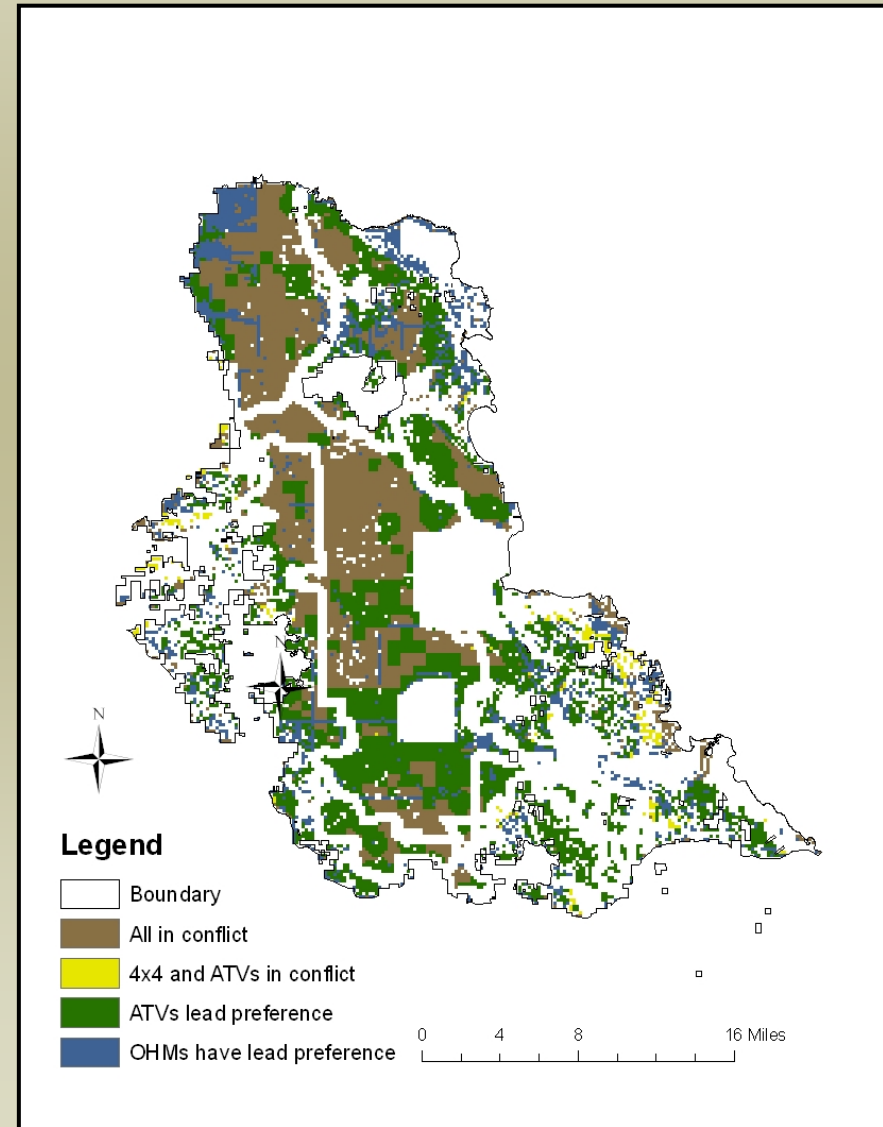 N
N
Legend
Boundary
All in conflict
4x4 and ATVs in conflict
ATVs lead preference
OHMs have lead preference
0 4 8 16 Miles